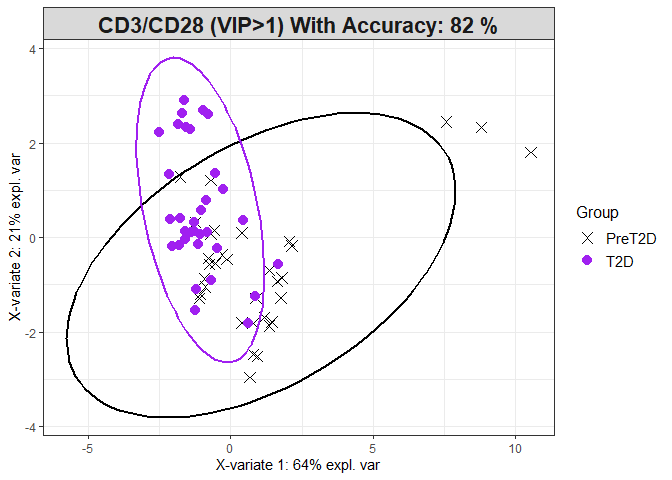 CD3/CD28 (VIP>1) With Accuracy: 82 %
4
2
0
-2
-4
X-variate 2: 21% expl. var
-5
0
5
10
X-variate 1: 64% expl. var
Group
PreT2D
T2D